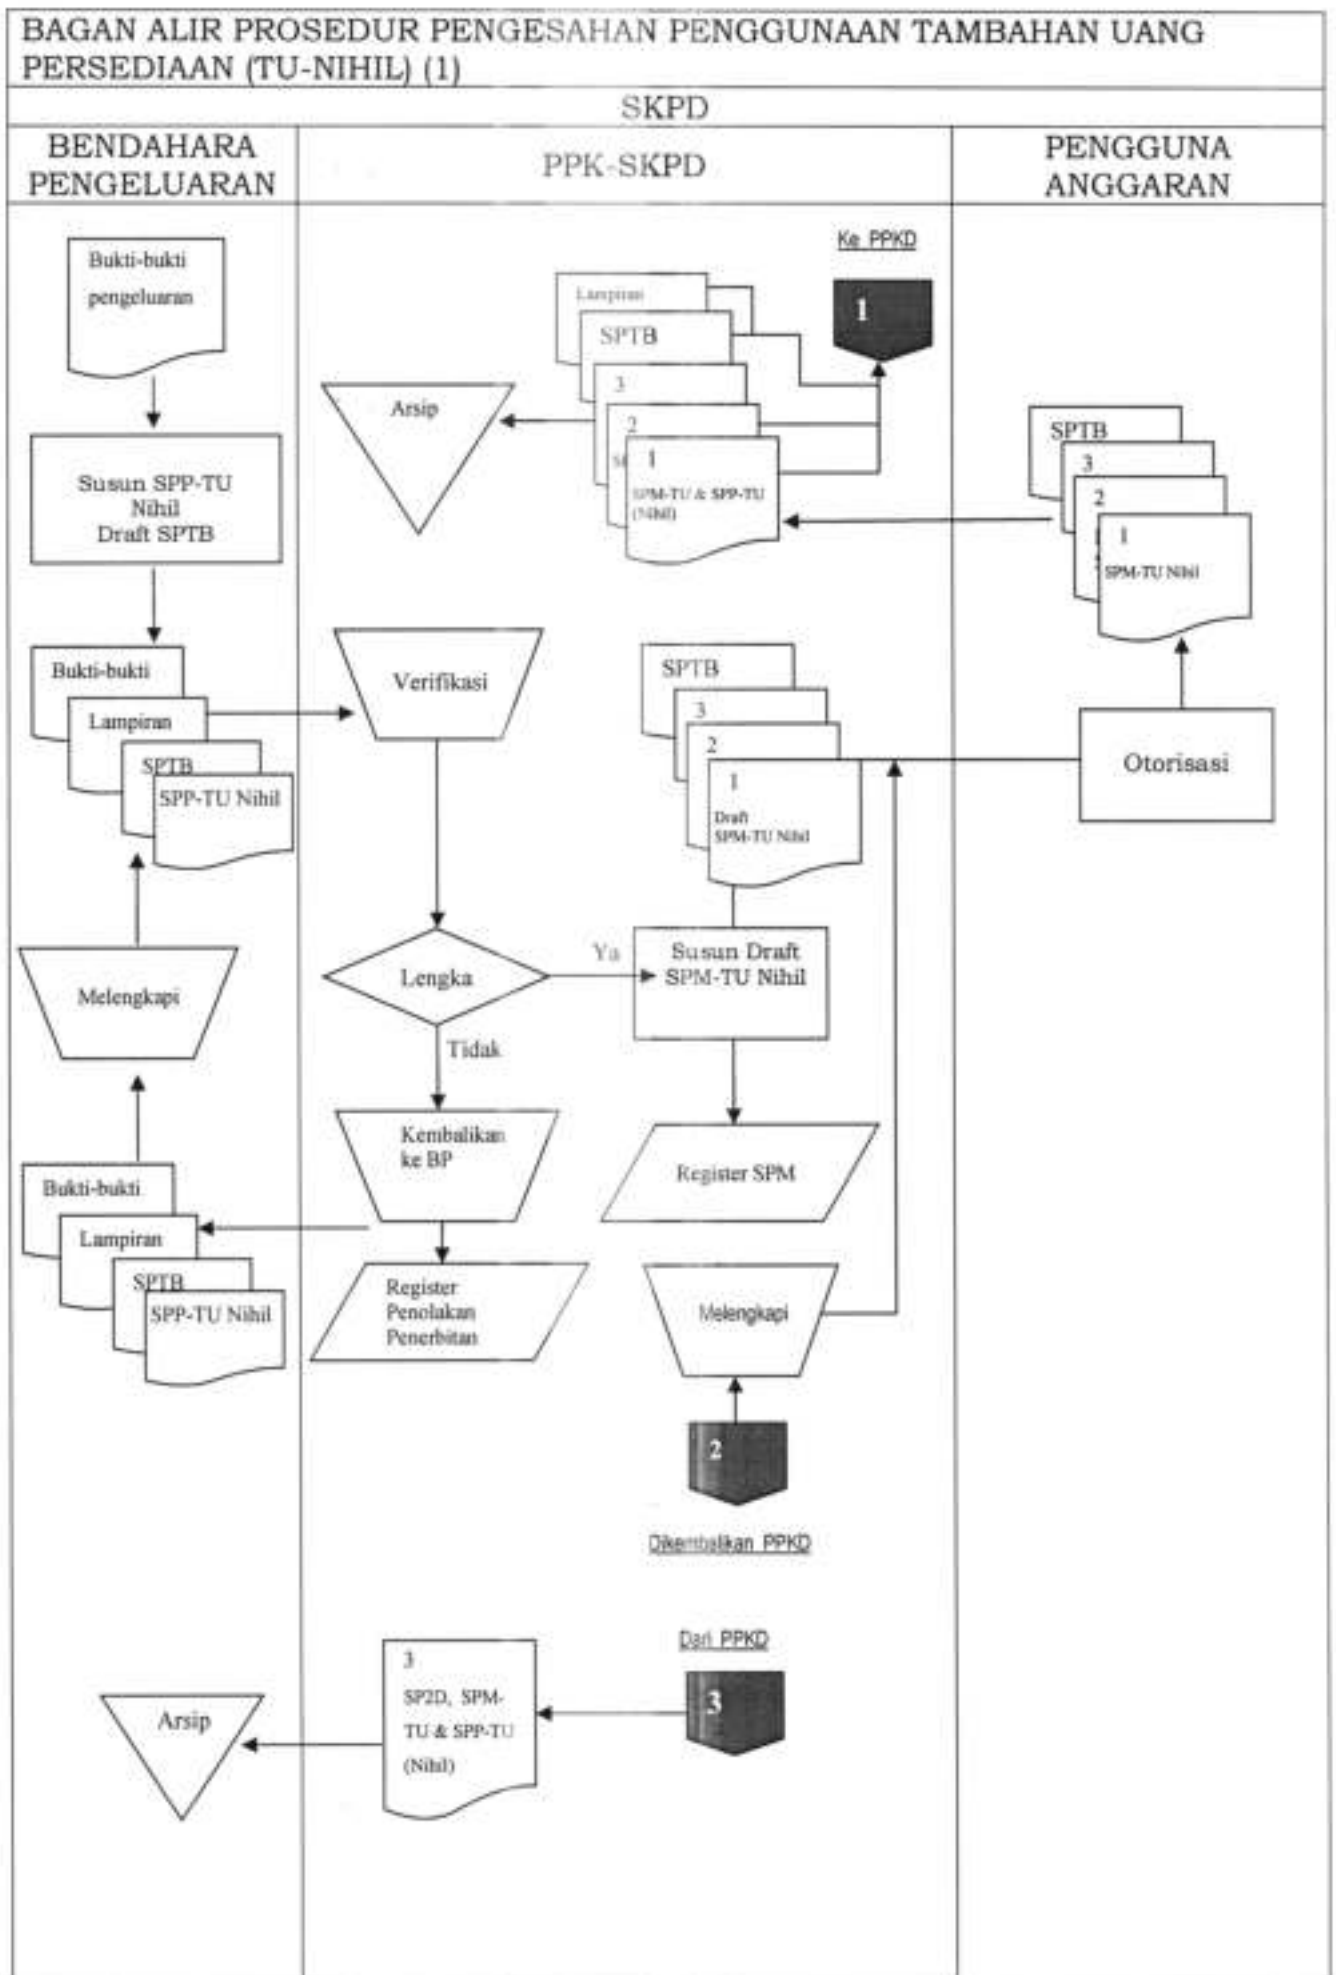 BAGAN ALIR PROSEDUR PENGESAHAN PENGGUNAAN TAMBAHAN UANG
PERSEDIAAN (TU-NIHIL) (1)
SKPD
BENDAHARA
PENGELUARAN
PPK-SKPD
PENGGUNA
ANGGARAN
Bukti-bukti
pengeluaran
Susun SPP-TU
Nihil
Draft SPTB
Bukti-bukti
Lampiran
SPTB
SPP-TU Nihil
Melengkapi
Bukti-bukti
Lampiran
SPTB
SPP-TU Nihil
Arsip
Ke PPKD
1
Lampiran
SPTB
3
2
1
SPM-TU & SPP-TU
(Nihil)
Arsip
Verifikasi
Lengka
Ya
Tidak
Kembalikan
ke BP
Register
Penolakan
Penerbitan
SPTB
3
2
1
Draft
SPM-TU Nihil
Susun Draft
SPM-TU Nihil
Register SPM
Melengkapi
2
Dikembalikan PPKD
Dari PPKD
3
3
SP2D, SPM-
TU & SPP-TU
(Nihil)
SPTB
3
2
1
SPM-TU Nihil
Otorisasi